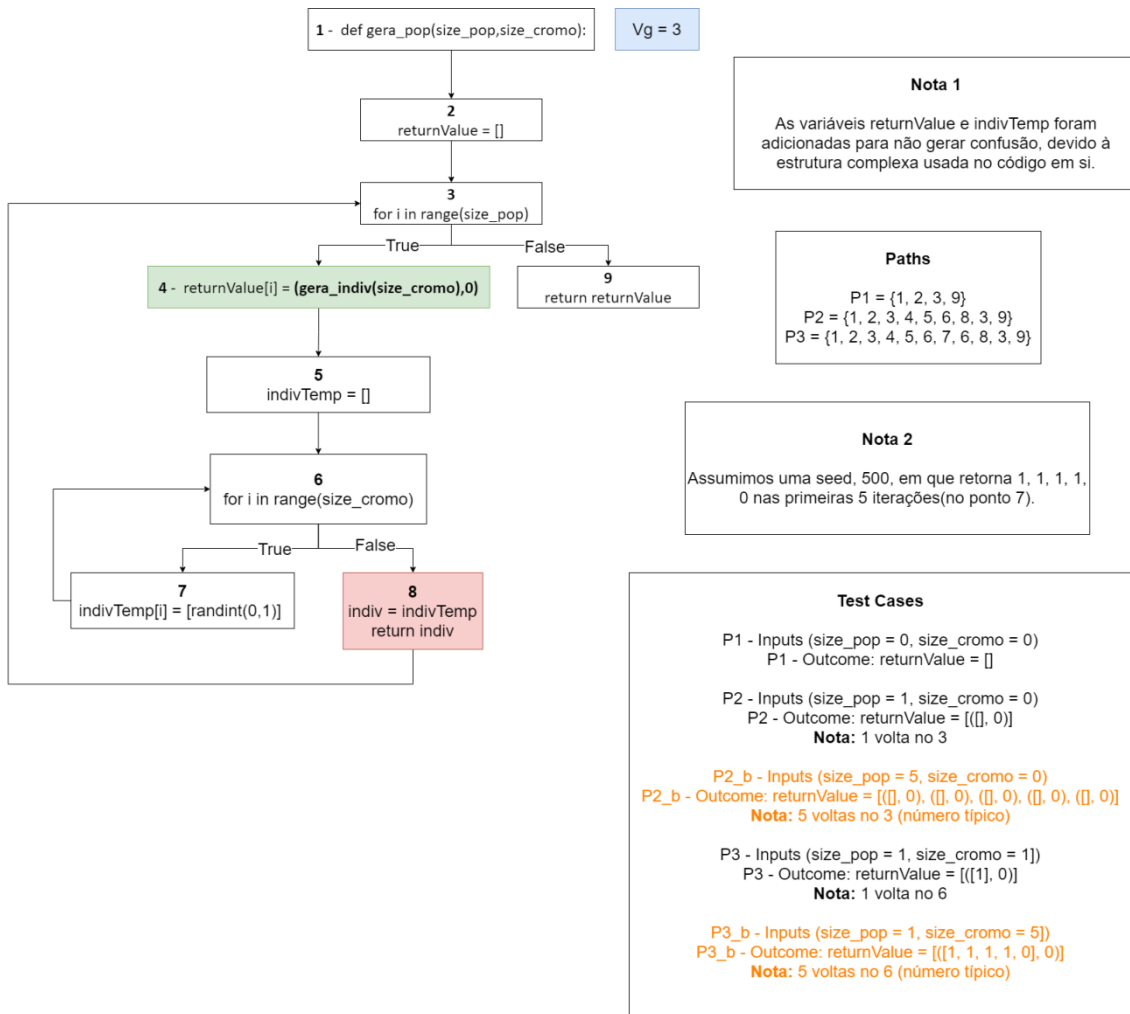 1 - def gera_pop(size_pop,size_cromo):
Vg = 3
2
returnValue = []
3
for i in range(size_pop)
True
False
4 - returnValue[i] = (gera_indiv(size_cromo),0)
9
return returnValue
5
indivTemp = []
6
for i in range(size_cromo)
True
False
7
indivTemp[i] = [randint(0,1)]
8
indiv = indivTemp
return indiv
Nota 1
As variáveis returnValue e indivTemp foram
adicionadas para não gerar confusão, devido à
estrutura complexa usada no código em si.
Paths
P1 = {1, 2, 3, 9}
P2 = {1, 2, 3, 4, 5, 6, 8, 3, 9}
P3 = {1, 2, 3, 4, 5, 6, 7, 6, 8, 3, 9}
Nota 2
Assumimos uma seed, 500, em que retorna 1, 1, 1, 1,
0 nas primeiras 5 iterações(no ponto 7).
Test Cases
P1 - Inputs (size_pop = 0, size_cromo = 0)
P1 - Outcome: returnValue = []
P2 - Inputs (size_pop = 1, size_cromo = 0)
P2 - Outcome: returnValue = [([], 0)]
Nota: 1 volta no 3
P2_b - Inputs (size_pop = 5, size_cromo = 0)
P2_b - Outcome: returnValue = [([], 0), ([], 0), ([], 0), ([], 0), ([], 0)]
Nota: 5 voltas no 3 (número típico)
P3 - Inputs (size_pop = 1, size_cromo = 1])
P3 - Outcome: returnValue = [([1], 0)]
Nota: 1 volta no 6
P3_b - Inputs (size_pop = 1, size_cromo = 5])
P3_b - Outcome: returnValue = [([1, 1, 1, 1, 0], 0)]
Nota: 5 voltas no 6 (número típico)